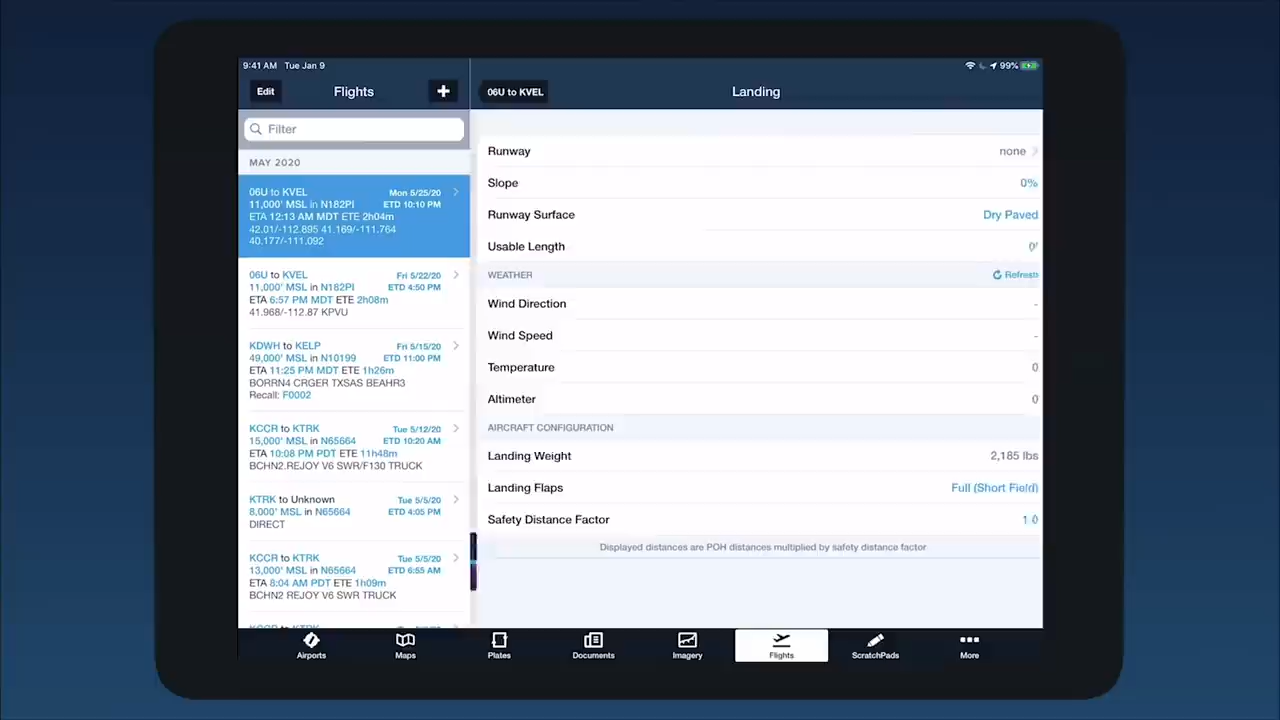 9:41 AM Tue Jan 9 99%
Edit Flights + 06U to KVEL Landing
Filter
MAY 2020
06U to KVEL Mon 5/25/20
11,000' MSL in N182PI ETD 10:10 PM
ETA 12:13 AM MDT ETE 2h04m
42.01/-112.895 41.169/-111.764
40.177/-111.092
06U to KVEL Fri 5/22/20
11,000' MSL in N182PI ETD 4:50 PM
ETA 6:57 PM MDT ETE 2h08m
41.968/-112.87 KPVU
KDWH to KELP Fri 5/15/20
49,000' MSL in N10199 ETD 11:00 PM
ETA 11:25 PM MDT ETE 1h26m
BORRN4 CRGER TXSAS BEAHR3
Recall: F0002
KCCR to KTRK Tue 5/12/20
15,000' MSL in N65664 ETD 10:20 AM
ETA 10:08 PM PDT ETE 11h48m
BCHN2.REJOY V6 SWR/F130 TRUCK
KTRK to Unknown Tue 5/5/20
8,000' MSL in N65664 ETD 4:05 PM
DIRECT
KCCR to KTRK Tue 5/5/20
13,000' MSL in N65664 ETD 6:55 AM
ETA 8:04 AM PDT ETE 1h09m
BCHN2 REJOY V6 SWR TRUCK
KCCR to KTRK
Runway none
Slope 0%
Runway Surface Dry Paved
Usable Length 0'
WEATHER Refresh
Wind Direction -
Wind Speed -
Temperature 0
Altimeter 0
AIRCRAFT CONFIGURATION
Landing Weight 2,185 lbs
Landing Flaps Full (Short Field)
Safety Distance Factor 1.0
Displayed distances are POH distances multiplied by safety distance factor
Airports Maps Plates Documents Imagery Flights ScratchPads More